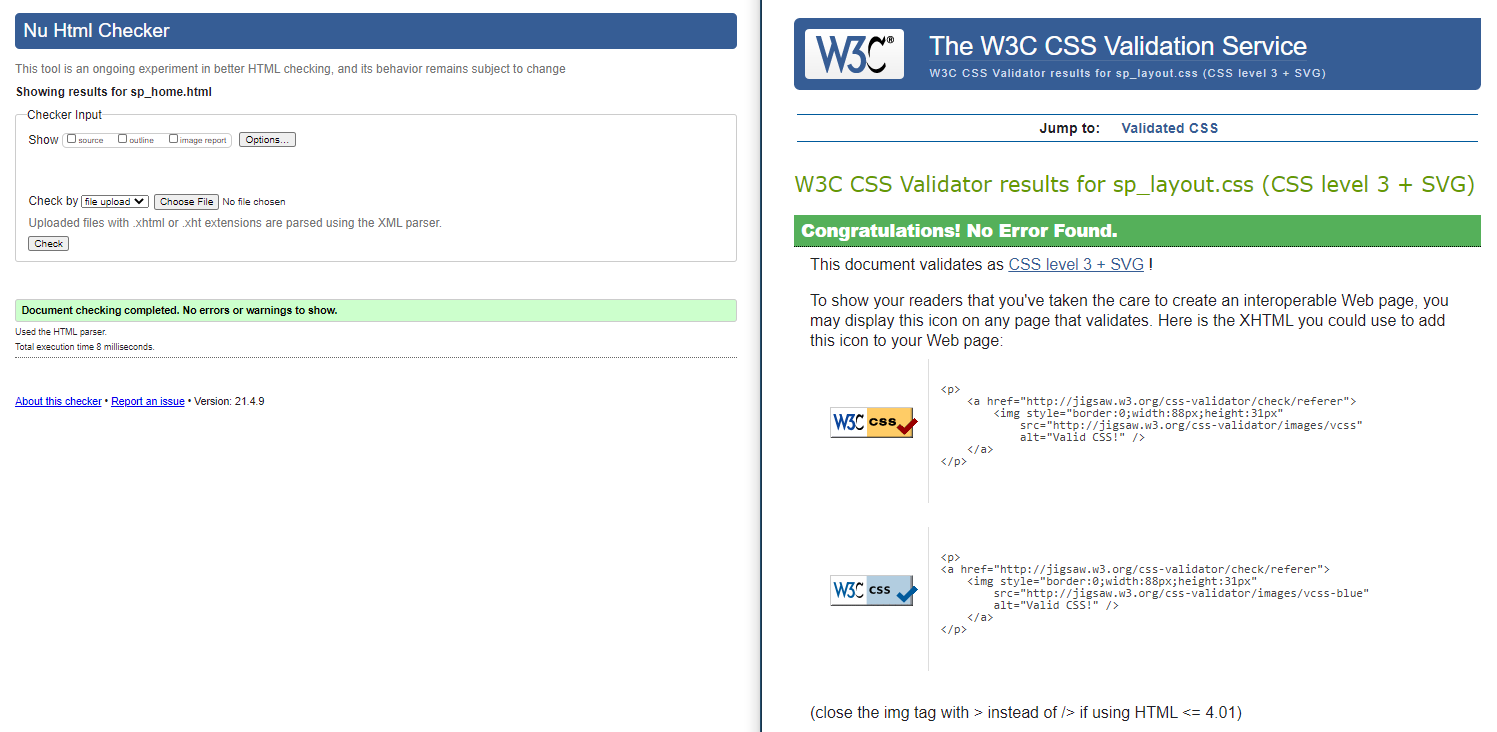 Nu Html Checker
This tool is an ongoing experiment in better HTML checking, and its behavior remains subject to change
Showing results for sp_home.html
Checker Input
Show source outline image report Options...
Check by file upload Choose File No file chosen
Uploaded files with .xhtml or .xht extensions are parsed using the XML parser.
Check
Document checking completed. No errors or warnings to show.
Used the HTML parser.
Total execution time 8 milliseconds.
About this checker • Report an issue • Version: 21.4.9
W3C®
The W3C CSS Validation Service
W3C CSS Validator results for sp_layout.css (CSS level 3 + SVG)
Jump to: Validated CSS
W3C CSS Validator results for sp_layout.css (CSS level 3 + SVG)
Congratulations! No Error Found.
This document validates as CSS level 3 + SVG !
To show your readers that you've taken the care to create an interoperable Web page, you
may display this icon on any page that validates. Here is the XHTML you could use to add
this icon to your Web page:
W3C css
<p>
<a href="http://jigsaw.w3.org/css-validator/check/referer">
<img style="border:0;width:88px;height:31px"
src="http://jigsaw.w3.org/css-validator/images/vcss"
alt="Valid CSS!" />
</a>
</p>
W3C css
<p>
<a href="http://jigsaw.w3.org/css-validator/check/referer">
<img style="border:0;width:88px;height:31px"
src="http://jigsaw.w3.org/css-validator/images/vcss-blue"
alt="Valid CSS!" />
</a>
</p>
(close the img tag with > instead of /> if using HTML <= 4.01)